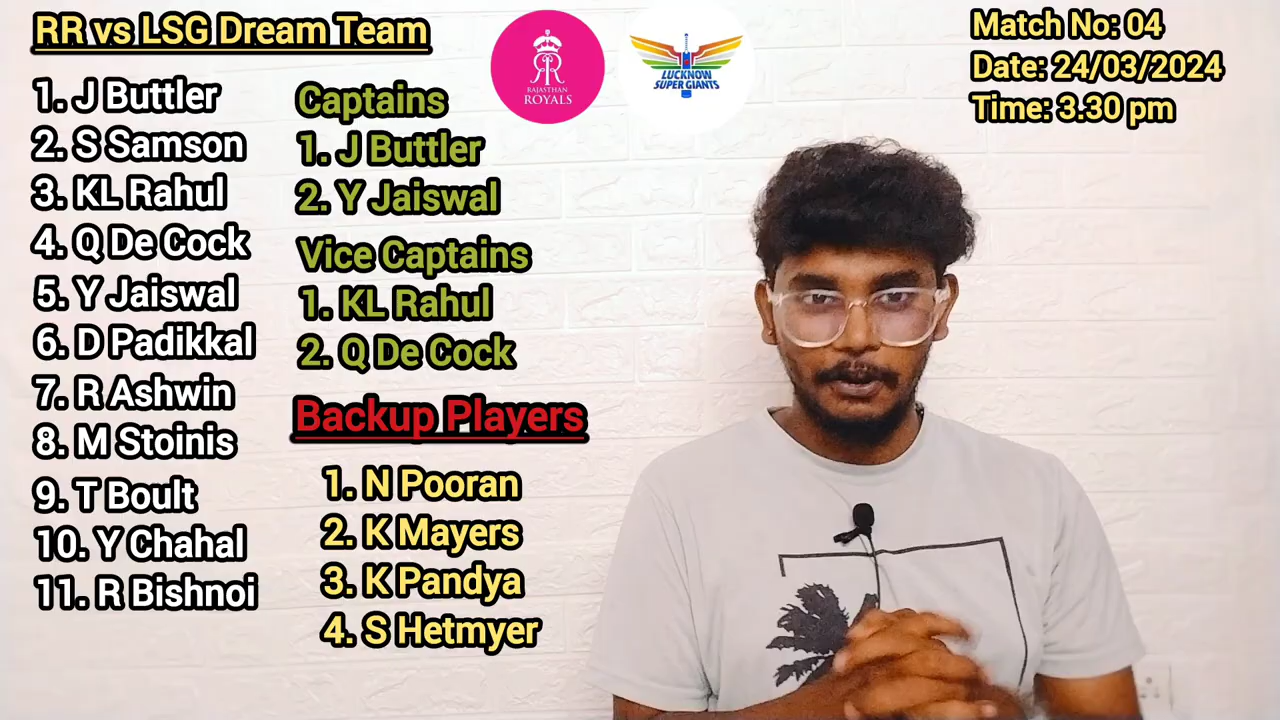 RR vs LSG Dream Team
1. J Buttler
2. S Samson
3. KL Rahul
4. Q De Cock
5. Y Jaiswal
6. D Padikkal
7. R Ashwin
8. M Stoinis
9. T Boult
10. Y Chahal
11. R Bishnoi
Captains
1. J Buttler
2. Y Jaiswal
Vice Captains
1. KL Rahul
2. Q De Cock
Backup Players
1. N Pooran
2. K Mayers
3. K Pandya
4. S Hetmyer
RAJASTHAN
ROYALS
LUCKNOW
SUPER GIANTS
Match No: 04
Date: 24/03/2024
Time: 3.30 pm